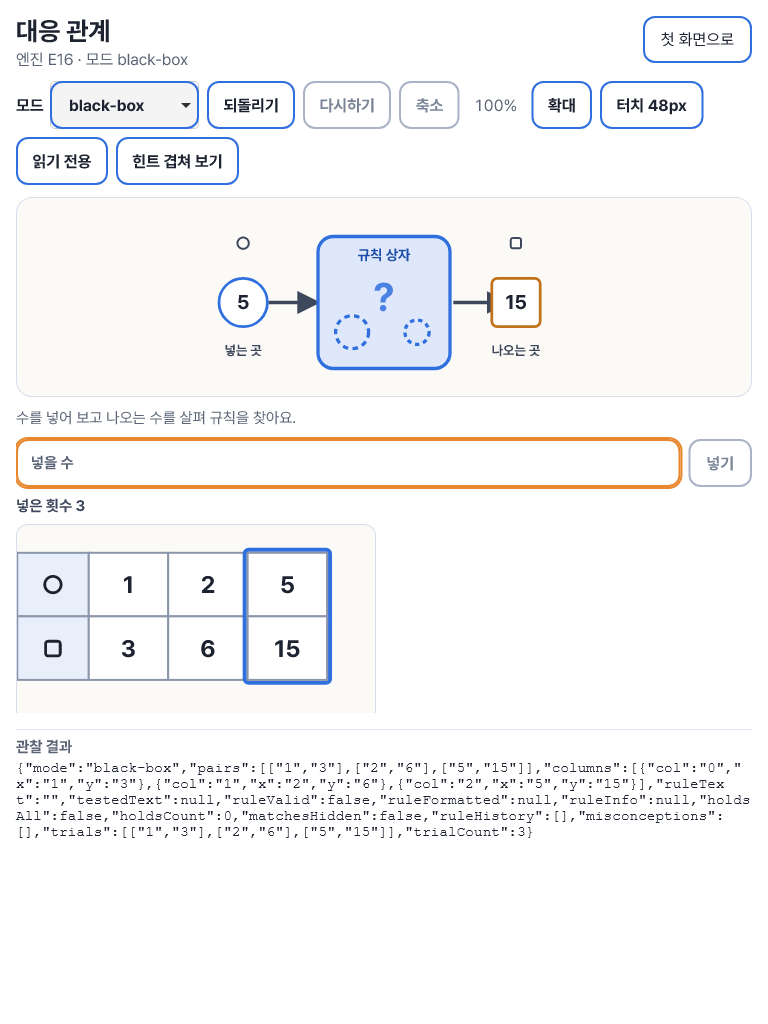 대응 관계
엔진 E16 · 모드 black-box
첫 화면으로
모드 black-box 되돌리기 다시하기 축소 100% 확대 터치 48px
읽기 전용 힌트 겹쳐 보기
규칙 상자
5 ? 15
넣는 곳 나오는 곳
수를 넣어 보고 나오는 수를 살펴 규칙을 찾아요.
넣을 수 넣기
넣은 횟수 3
○ 1 2 5
□ 3 6 15
관찰 결과
{"mode":"black-box","pairs":[["1","3"],["2","6"],["5","15"]],"columns":[{"col":"0","
x":"1","y":"3"},{"col":"1","x":"2","y":"6"},{"col":"2","x":"5","y":"15"}],"ruleTex
t":"","testedText":null,"ruleValid":false,"ruleFormatted":null,"ruleInfo":null,"holds
All":false,"holdsCount":0,"matchesHidden":false,"ruleHistory":[],"misconceptions":
[],"trials":[["1","3"],["2","6"],["5","15"]],"trialCount":3}